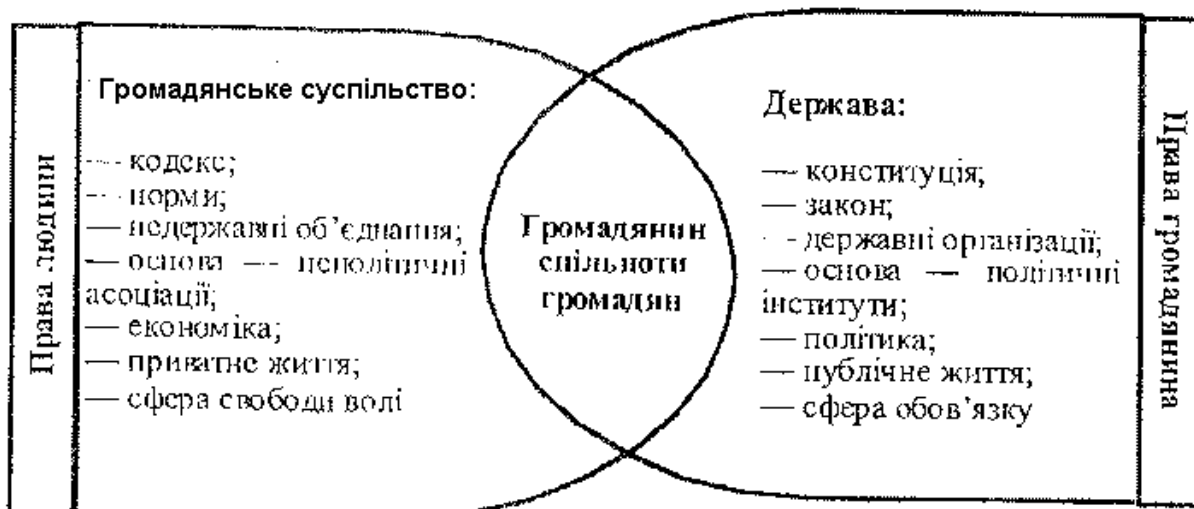 Права людини
Громадянське суспільство:
— кодекс;
— норми;
— недержавні об’єднання;
— основа — неполітичні
асоціації;
— економіка;
— приватне життя;
— сфера свободи волі
Громадянин
спільноти
громадян
Держава:
— конституція;
— закон;
— державні організації;
— основа — політичні
інститути;
— політика;
— публічне життя;
— сфера обов’язку
Права громадянина